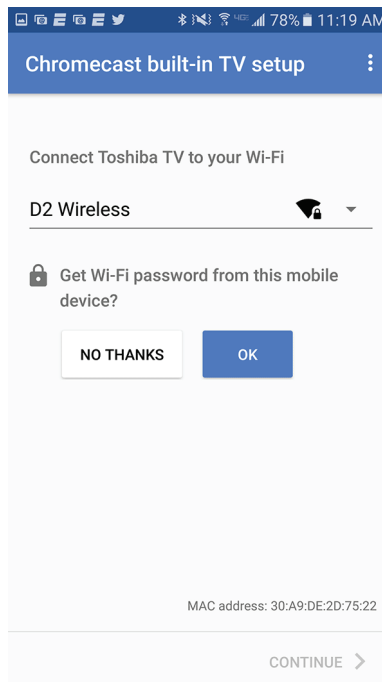 78% 11:19 AM
Chromecast built-in TV setup
Connect Toshiba TV to your Wi-Fi
D2 Wireless
Get Wi-Fi password from this mobile
device?
NO THANKS OK
MAC address: 30:A9:DE:2D:75:22
CONTINUE